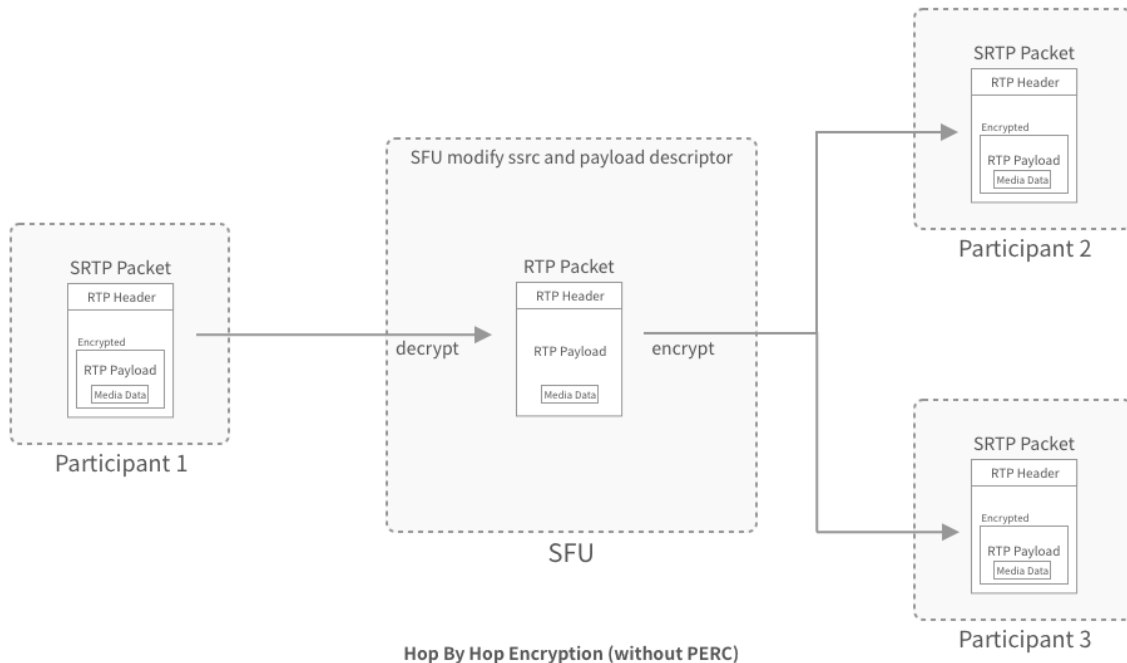 SRTP Packet
RTP Header
Encrypted
RTP Payload
Media Data
Participant 1
SFU modify ssrc and payload descriptor
RTP Packet
RTP Header
RTP Payload
Media Data
decrypt
encrypt
SFU
SRTP Packet
RTP Header
Encrypted
RTP Payload
Media Data
Participant 2
SRTP Packet
RTP Header
Encrypted
RTP Payload
Media Data
Participant 3
Hop By Hop Encryption (without PERC)